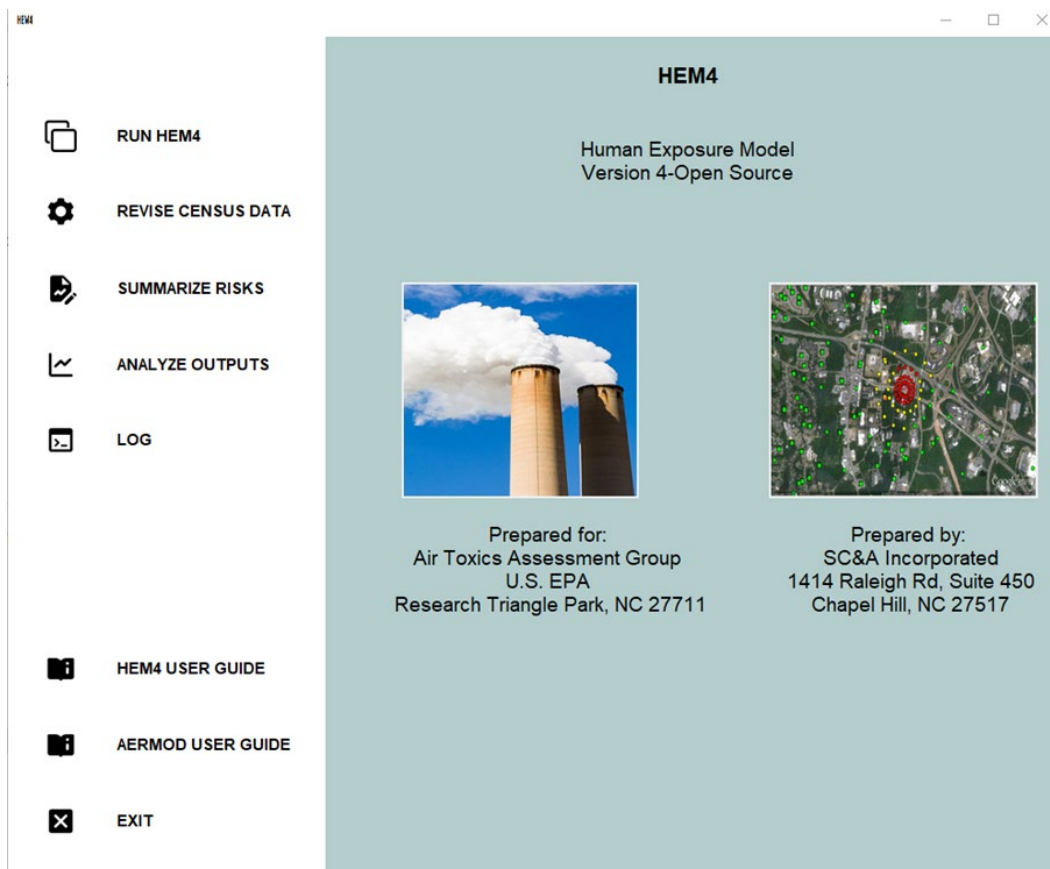 HEM4
RUN HEM4
REVISE CENSUS DATA
SUMMARIZE RISKS
ANALYZE OUTPUTS
LOG
HEM4 USER GUIDE
AERMOD USER GUIDE
EXIT
HEM4
Human Exposure Model
Version 4-Open Source
Prepared for:
Air Toxics Assessment Group
U.S. EPA
Research Triangle Park, NC 27711
Google
Prepared by:
SC&A Incorporated
1414 Raleigh Rd, Suite 450
Chapel Hill, NC 27517